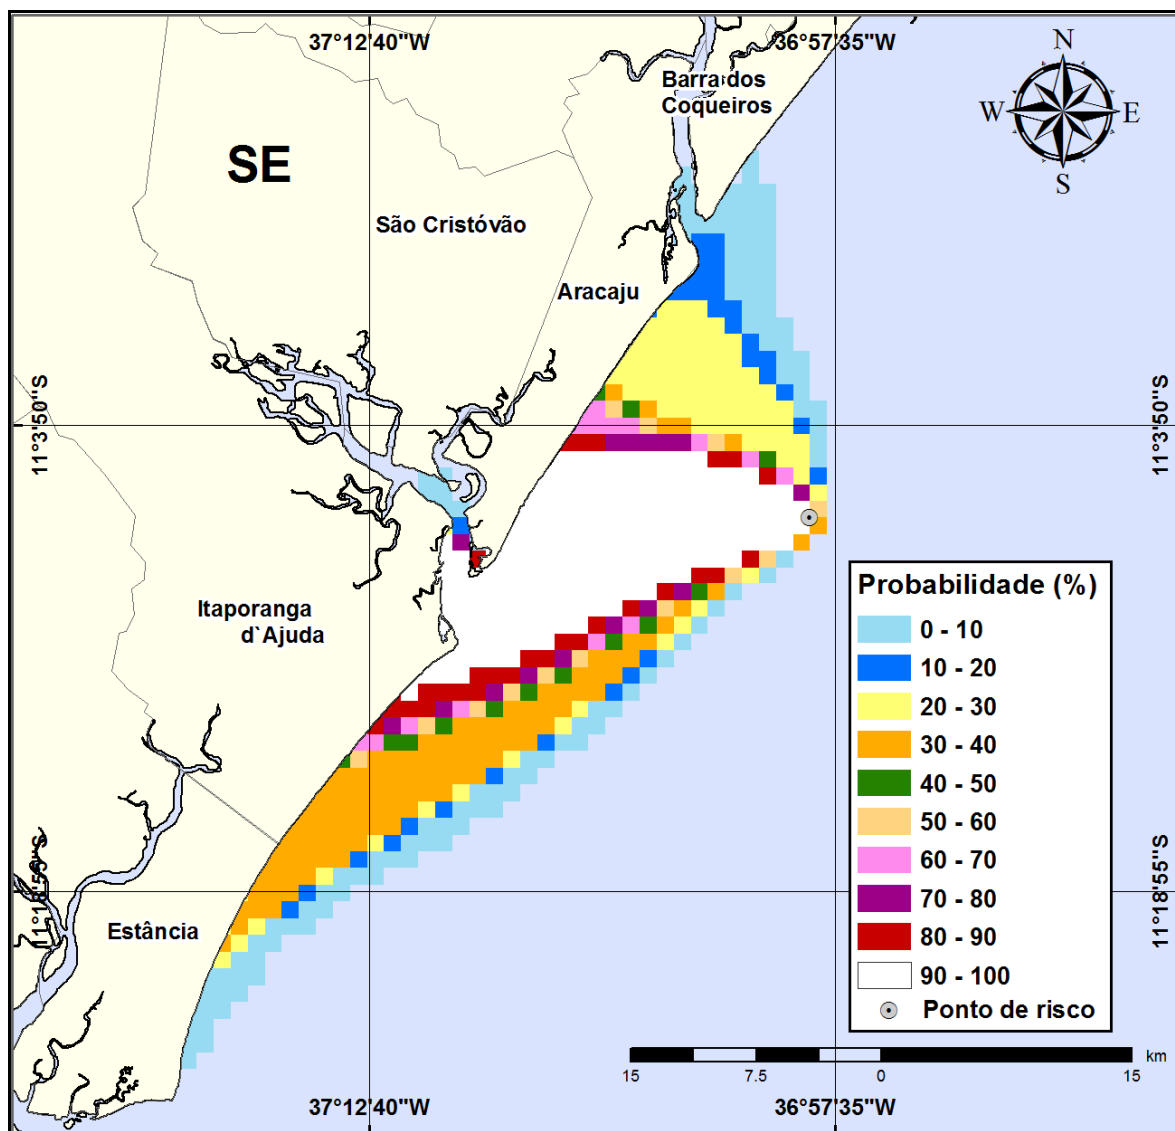 37°12'40"W
36°57'35"W
N
W
E
S
Barra dos
Coqueiros
SE
São Cristóvão
Aracaju
11°3'50"S
11°3'50"S
Itaporanga
d`Ajuda
Estância
11°18'55"S
11°18'55"S
Probabilidade (%)
0 - 10
10 - 20
20 - 30
30 - 40
40 - 50
50 - 60
60 - 70
70 - 80
80 - 90
90 - 100
Ponto de risco
km
15
7.5
0
15
37°12'40"W
36°57'35"W